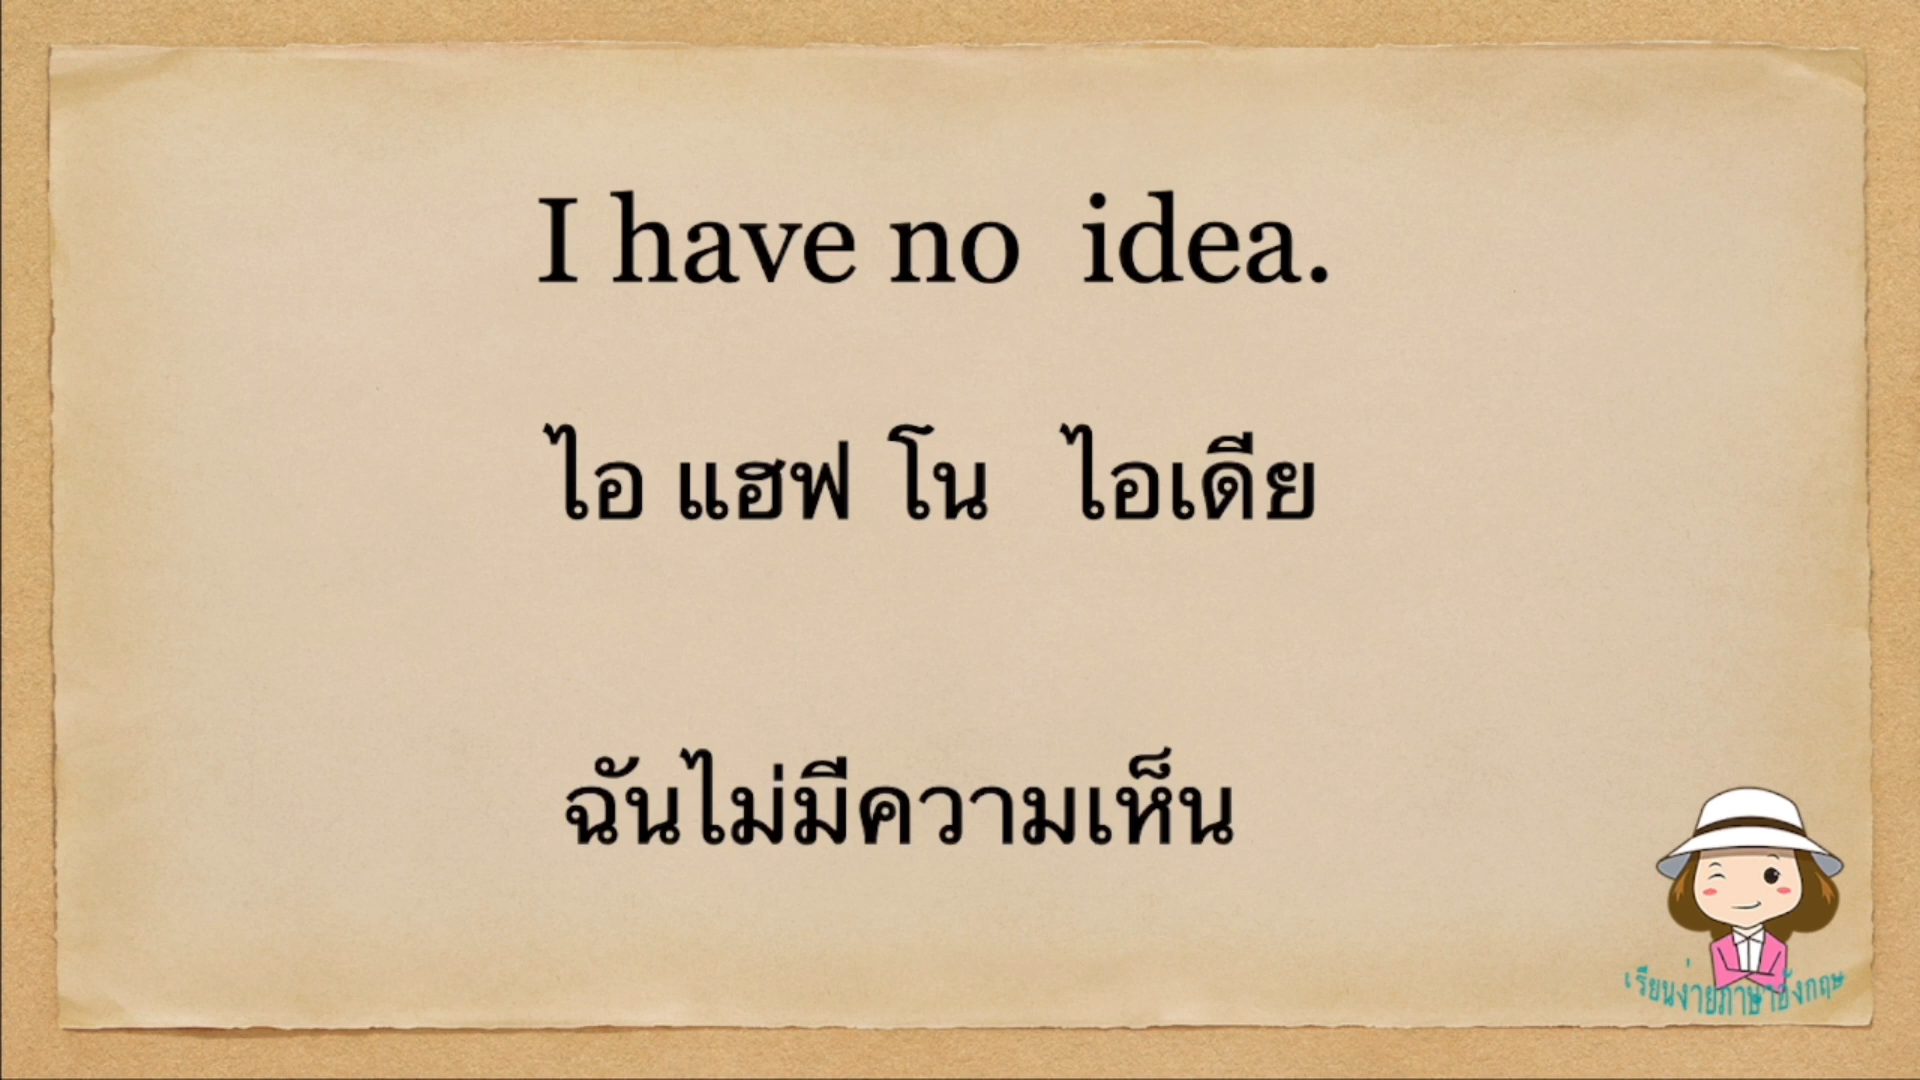 I have no idea.
ไอ แฮฟ โน ไอเดีย
ฉันไม่มีความเห็น
เรียนง่ายภาษาอังกฤษ